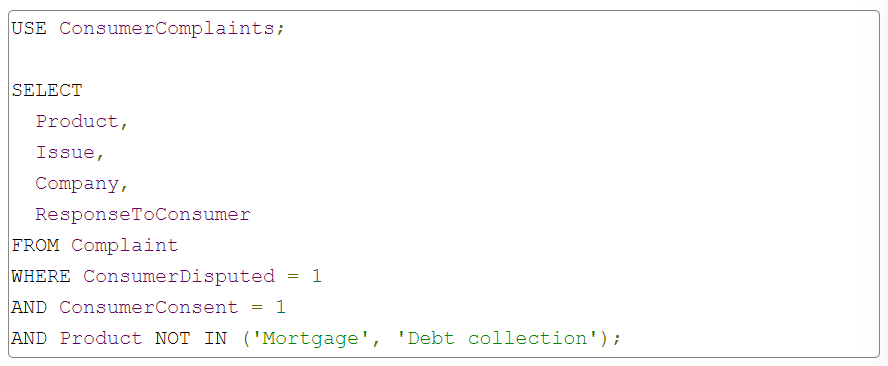 USE ConsumerComplaints;
SELECT
Product,
Issue,
Company,
ResponseToConsumer
FROM Complaint
WHERE ConsumerDisputed = 1
AND ConsumerConsent = 1
AND Product NOT IN ('Mortgage', 'Debt collection');